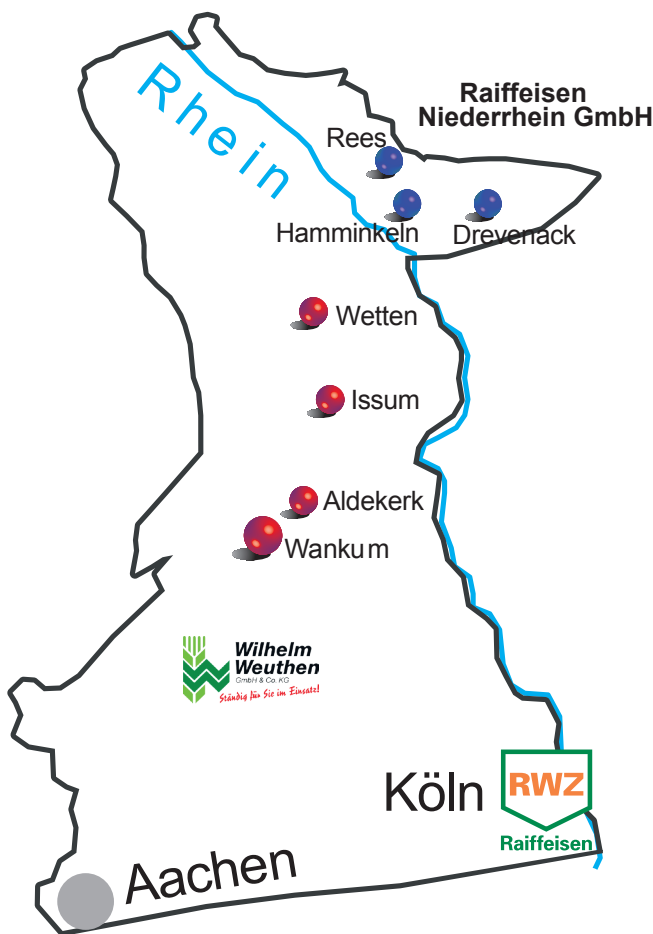 Raiffeisen
Niederrhein GmbH
Rhein
Rees
Hamminkeln
Drevenack
Wetten
Issum
Aldekerk
Wankum
Wilhelm
Weuthen
GmbH & Co. KG
Ständig für Sie im Einsatz!
Köln
RWZ
Raiffeisen
Aachen